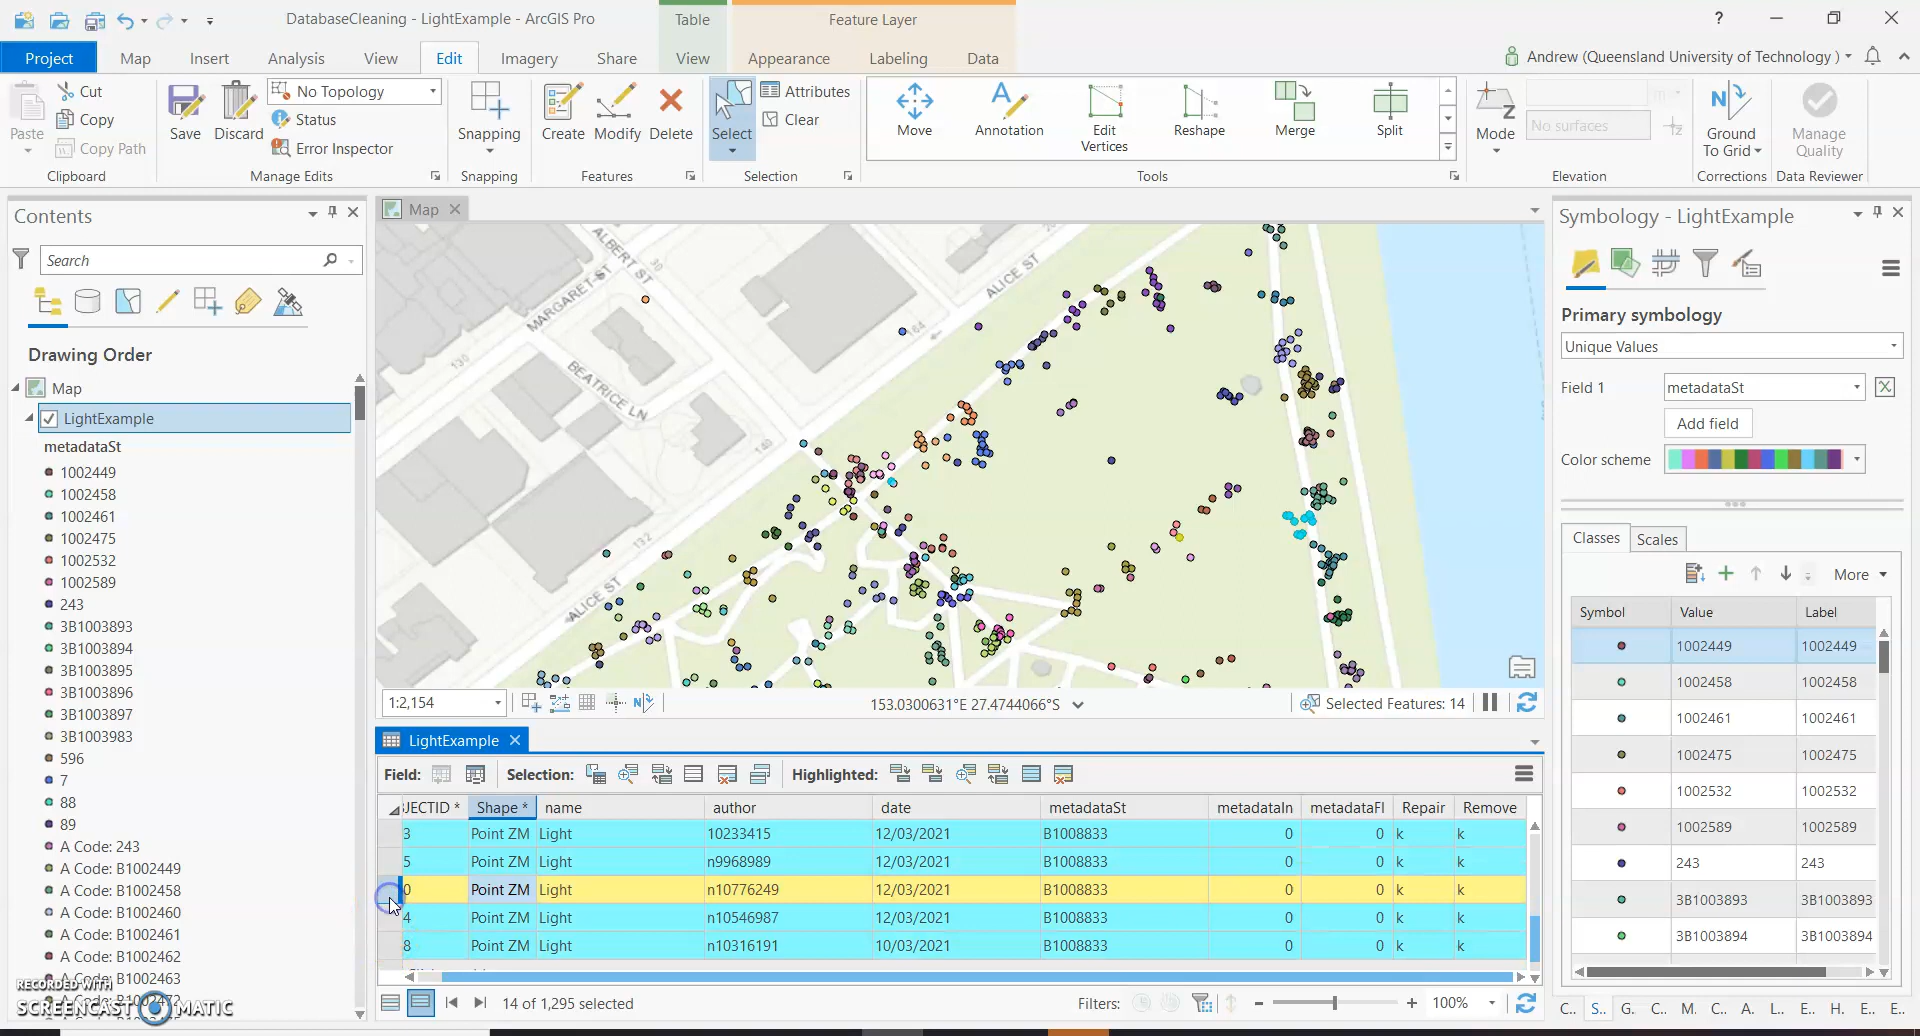 DatabaseCleaning - LightExample - ArcGIS Pro
Table
Feature Layer
?
Project
Map
Insert
Analysis
View
Edit
Imagery
Share
View
Appearance
Labeling
Data
Andrew (Queensland University of Technology )
Paste
Cut
Copy
Copy Path
Clipboard
Save
Discard
No Topology
Status
Error Inspector
Manage Edits
Snapping
Snapping
Create
Modify
Delete
Features
Select
Attributes
Clear
Selection
Move
Annotation
Edit
Vertices
Reshape
Merge
Split
Tools
Mode
No surfaces
Elevation
Ground
To Grid
Corrections
Manage
Quality
Data Reviewer
Contents
Search
Drawing Order
Map
LightExample
metadataSt
1002449
1002458
1002461
1002475
1002532
1002589
243
3B1003893
3B1003894
3B1003895
3B1003896
3B1003897
3B1003983
596
7
88
89
A Code: 243
A Code: B1002449
A Code: B1002458
A Code: B1002460
A Code: B1002461
A Code: B1002462
A Code: B1002463
RECORDED WITH
SCREENCAST MATIC
Map
ALBERT ST
30
MARGARET ST
ALICE ST
164
130
BEATRICE LN
140
132
ALICE ST
1:2,154
153.0300631°E 27.4744066°S
Selected Features: 14
LightExample
Field:
Selection:
Highlighted:
JECTID * Shape * name author date metadataSt metadataIn metadataFl Repair Remove
3 Point ZM Light 10233415 12/03/2021 B1008833 0 0 k k
5 Point ZM Light n9968989 12/03/2021 B1008833 0 0 k k
0 Point ZM Light n10776249 12/03/2021 B1008833 0 0 k k
4 Point ZM Light n10546987 12/03/2021 B1008833 0 0 k k
8 Point ZM Light n10316191 10/03/2021 B1008833 0 0 k k
14 of 1,295 selected
Filters:
100%
Symbology - LightExample
Primary symbology
Unique Values
Field 1
metadataSt
Add field
Color scheme
Classes
Scales
More
Symbol Value Label
1002449 1002449
1002458 1002458
1002461 1002461
1002475 1002475
1002532 1002532
1002589 1002589
243 243
3B1003893 3B1003893
3B1003894 3B1003894
C... S... G. C... M. C... A. L... E... H. E... E...